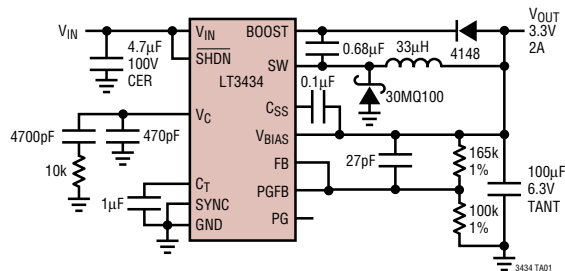 VIN
4.7µF
100V
CER
VIN
SHDN
LT3434
BOOST
SW
0.68µF
33µH
4148
VOUT
3.3V
2A
30MQ100
0.1µF
CSS
VBIAS
FB
PGFB
PG
VC
4700pF
470pF
10k
CT
1µF
SYNC
GND
27pF
165k
1%
100k
1%
100µF
6.3V
TANT
3434 TA01